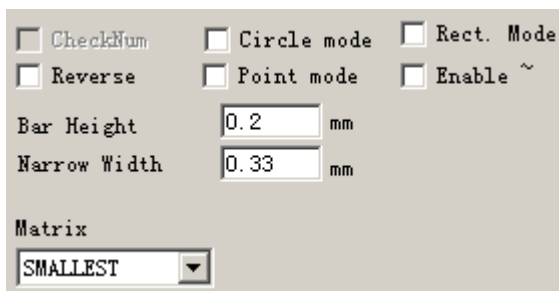 CheckNum Circle mode Rect. Mode
Reverse Point mode Enable ~
Bar Height 0.2 mm
Narrow Width 0.33 mm
Matrix
SMALLEST